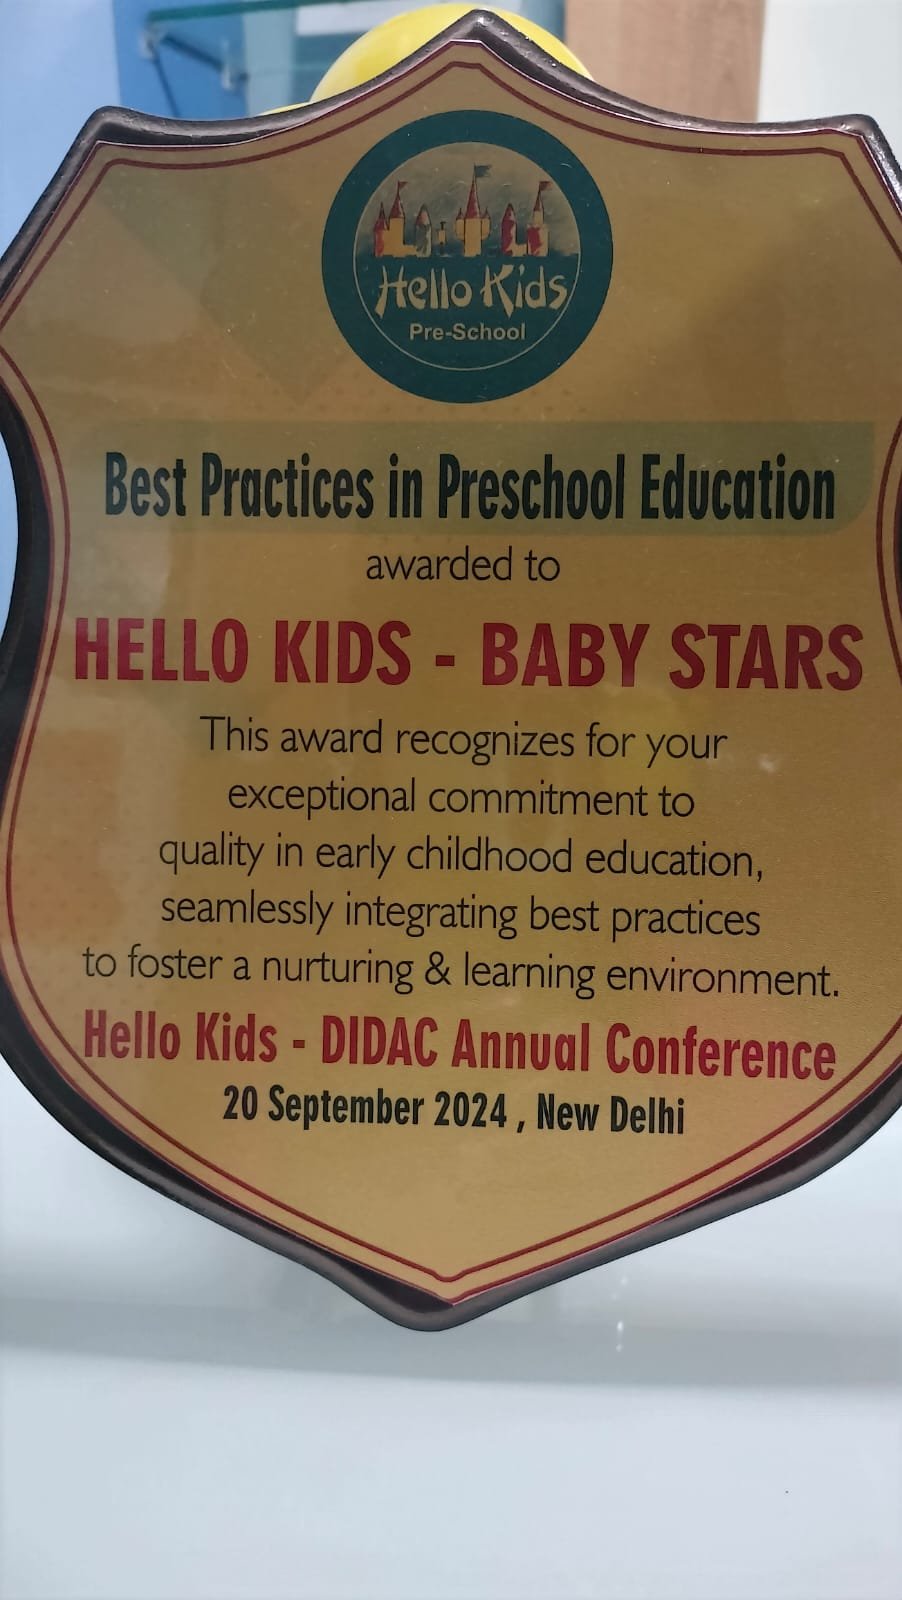 Hello Kids
Pre-School
Best Practices in Preschool Education
awarded to
HELLO KIDS - BABY STARS
This award recognizes for your
exceptional commitment to
quality in early childhood education,
seamlessly integrating best practices
to foster a nurturing & learning environment.
Hello Kids - DIDAC Annual Conference
20 September 2024 , New Delhi